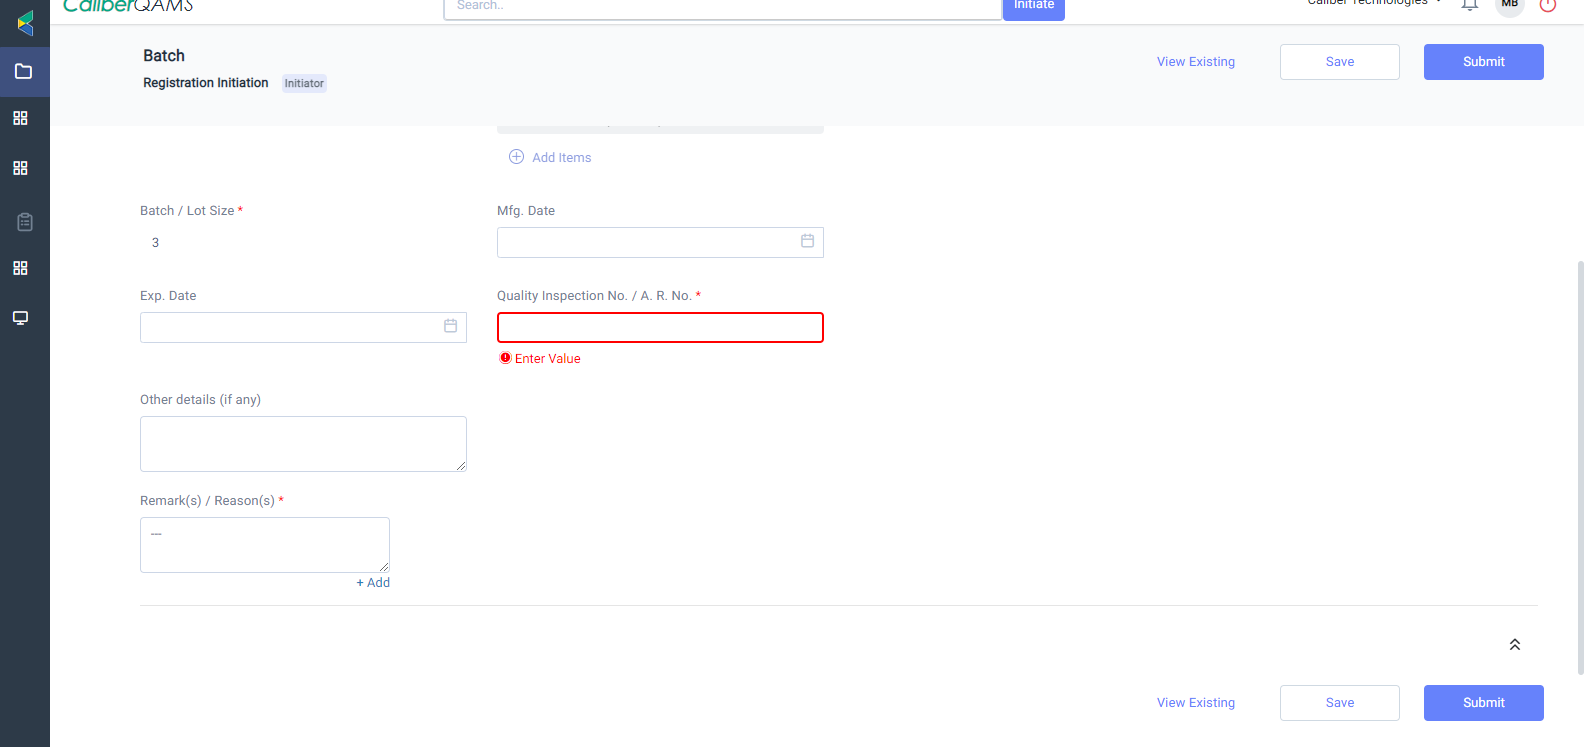 CaliberQAMS
Search..
Initiate
Caliber Technologies
MB
Batch
Registration Initiation Initiator
View Existing
Save
Submit
Add Items
Batch / Lot Size *
3
Mfg. Date
Exp. Date
Quality Inspection No. / A. R. No. *
Enter Value
Other details (if any)
Remark(s) / Reason(s) *
---
+ Add
View Existing
Save
Submit